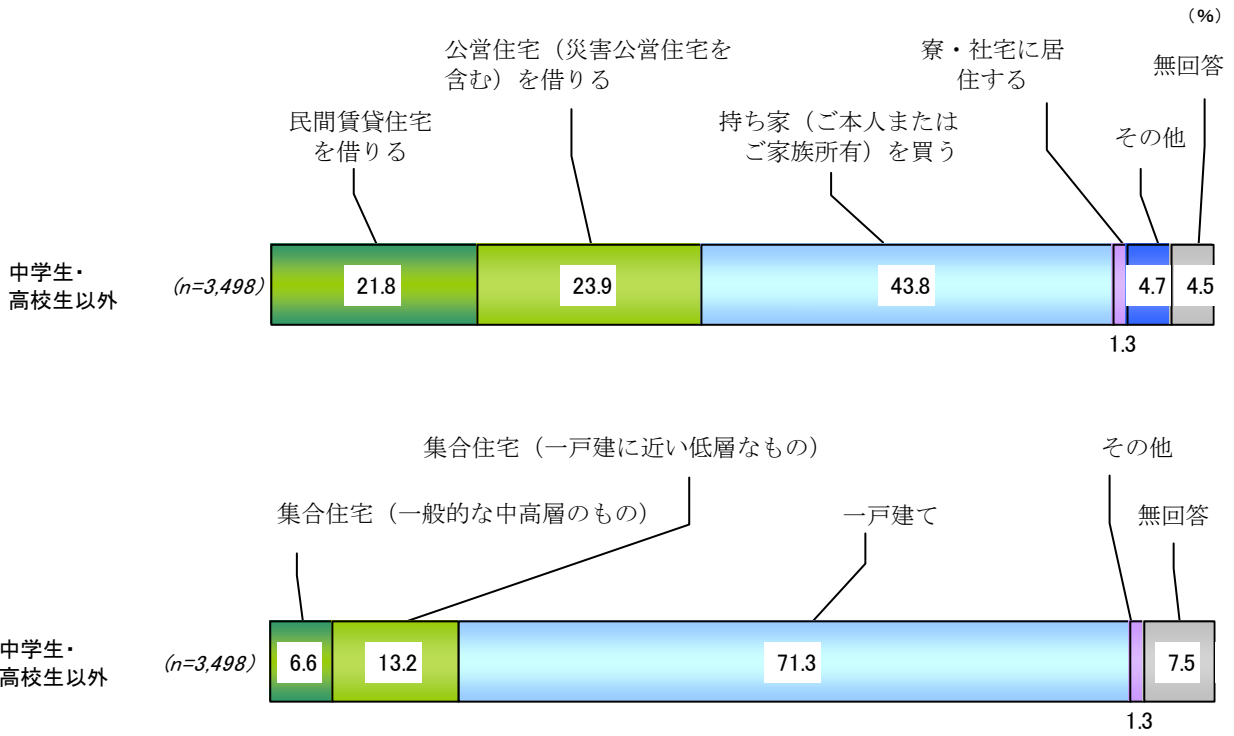 （%）
公営住宅（災害公営住宅を
含む）を借りる
寮・社宅に居
住する
無回答
民間賃貸住宅
を借りる
持ち家（ご本人または
ご家族所有）を買う
その他
中学生・
高校生以外
(n=3,498)
21.8
23.9
43.8
4.7
4.5
1.3
集合住宅（一戸建に近い低層なもの）
その他
集合住宅（一般的な中高層のもの）
一戸建て
無回答
中学生・
高校生以外
(n=3,498)
6.6
13.2
71.3
7.5
1.3